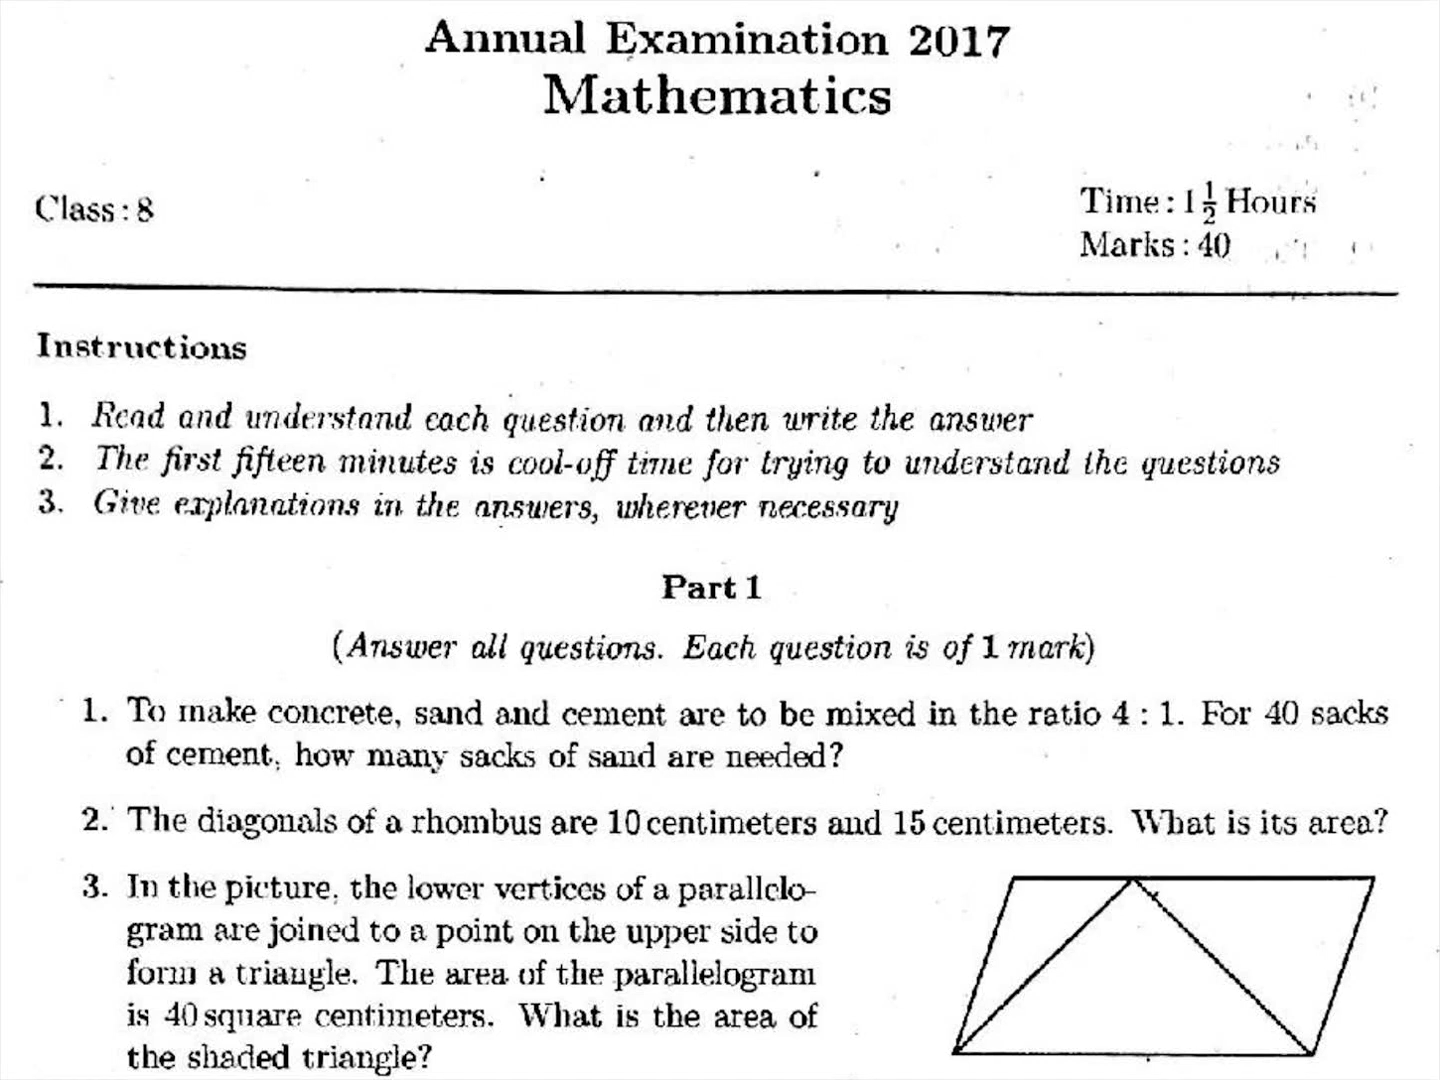 Annual Examination 2017
Mathematics
Class : 8
Time : 1 1/2 Hours
Marks : 40
Instructions
1. Read and understand each question and then write the answer
2. The first fifteen minutes is cool-off time for trying to understand the questions
3. Give explanations in the answers, wherever necessary
Part 1
(Answer all questions. Each question is of 1 mark)
1. To make concrete, sand and cement are to be mixed in the ratio 4 : 1. For 40 sacks
of cement, how many sacks of sand are needed?
2. The diagonals of a rhombus are 10 centimeters and 15 centimeters. What is its area?
3. In the picture, the lower vertices of a parallelo-
gram are joined to a point on the upper side to
form a triangle. The area of the parallelogram
is 40 square centimeters. What is the area of
the shaded triangle?